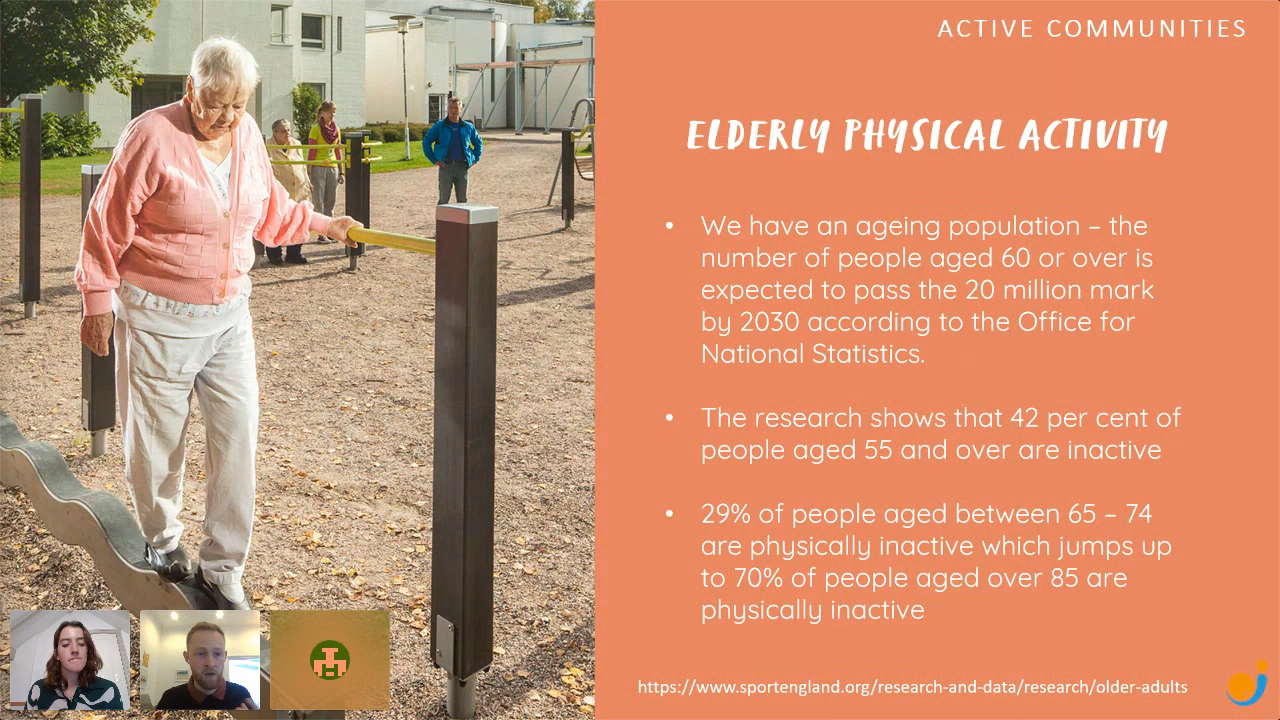 ACTIVE COMMUNITIES
ELDERLY PHYSICAL ACTIVITY
• We have an ageing population – the
number of people aged 60 or over is
expected to pass the 20 million mark
by 2030 according to the Office for
National Statistics.
• The research shows that 42 per cent of
people aged 55 and over are inactive
• 29% of people aged between 65 – 74
are physically inactive which jumps up
to 70% of people aged over 85 are
physically inactive
https://www.sportengland.org/research-and-data/research/older-adults